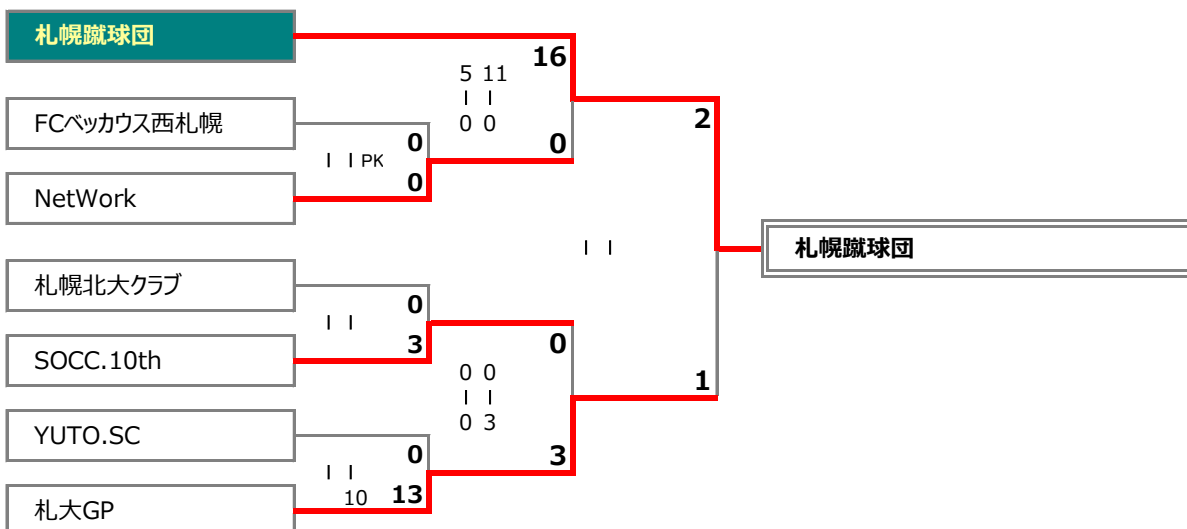 札幌蹴球団
16
5 11
| |
0 0
FCベッカウス西札幌
0
2
| | PK
0
0
NetWork
| |
札幌蹴球団
札幌北大クラブ
0
| |
3
0
SOCC.10th
0 0
| |
0 3
1
YUTO.SC
0
3
| |
10
13
札大GP